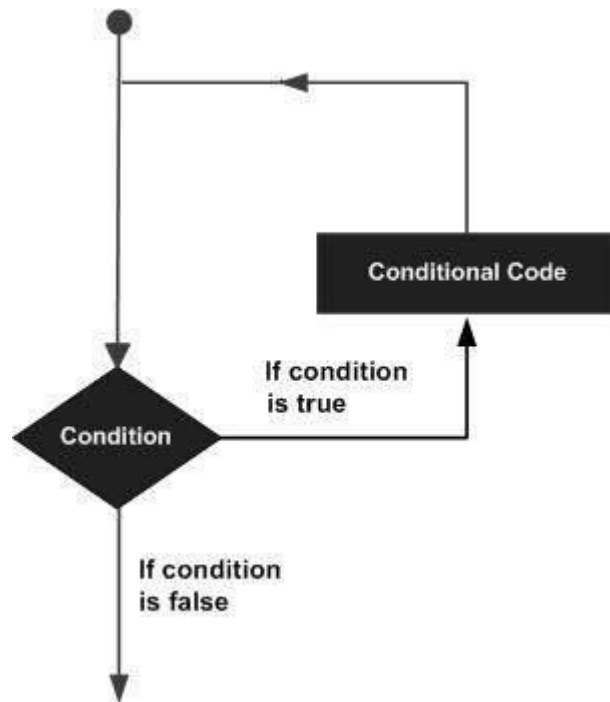 Conditional Code
If condition
is true
Condition
If condition
is false